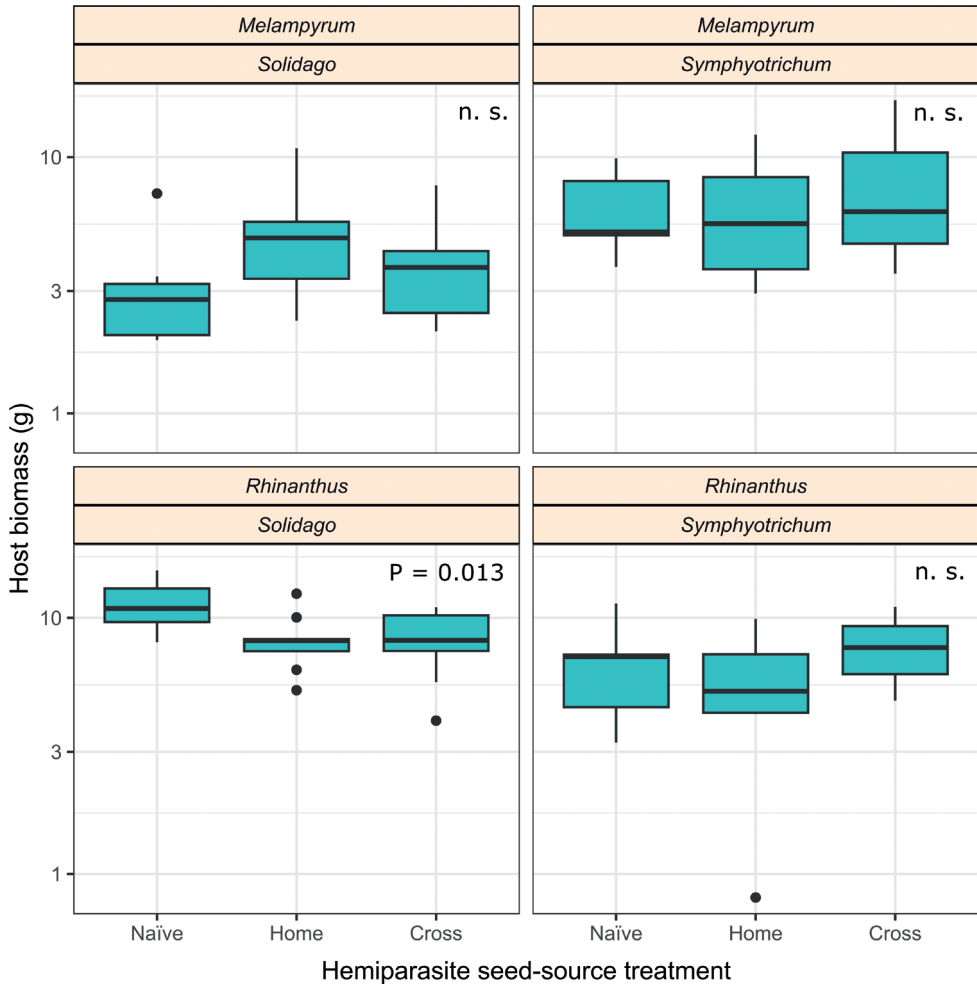 Melampyrum
Solidago
n. s.
Melampyrum
Symphyotrichum
n. s.
10
3
1
Host biomass (g)
Rhinanthus
Solidago
P = 0.013
Rhinanthus
Symphyotrichum
n. s.
10
3
1
Naïve Home Cross
Naïve Home Cross
Hemiparasite seed-source treatment